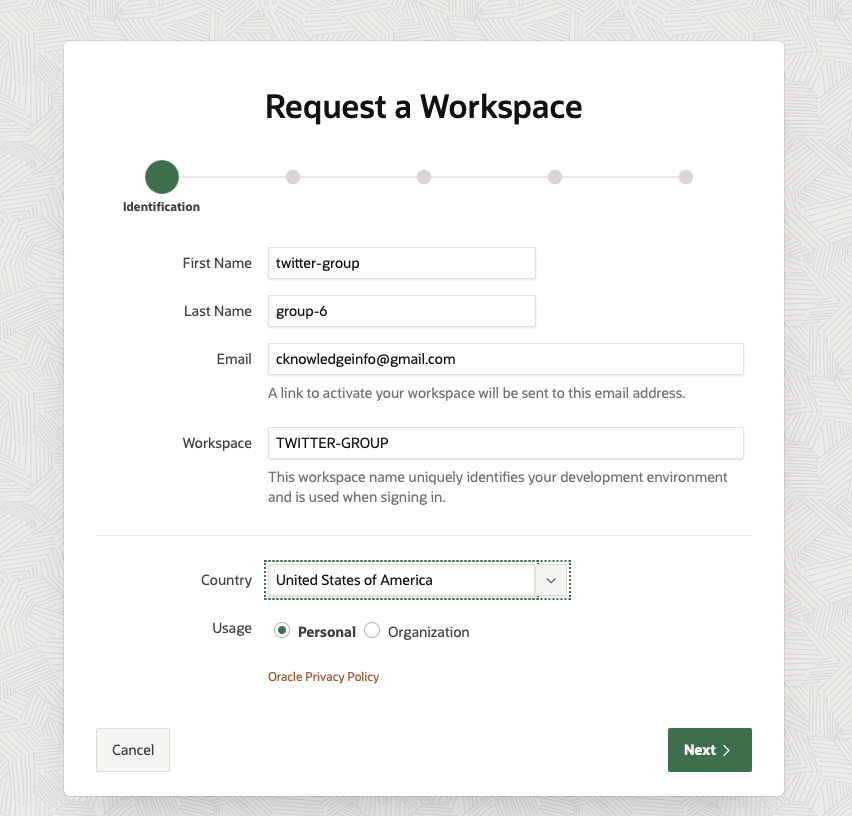 Request a Workspace
Identification
First Name twitter-group
Last Name group-6
Email cknowledgeinfo@gmail.com
A link to activate your workspace will be sent to this email address.
Workspace TWITTER-GROUP
This workspace name uniquely identifies your development environment
and is used when signing in.
Country United States of America
Usage Personal Organization
Oracle Privacy Policy
Cancel Next